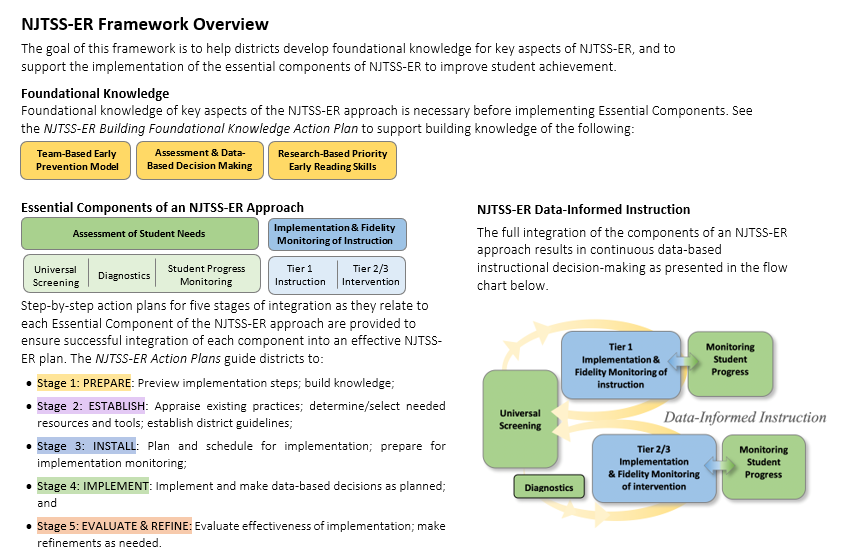 NJTSS-ER Framework Overview
The goal of this framework is to help districts develop foundational knowledge for key aspects of NJTSS-ER, and to
support the implementation of the essential components of NJTSS-ER to improve student achievement.
Foundational Knowledge
Foundational knowledge of key aspects of the NJTSS-ER approach is necessary before implementing Essential Components. See
the NJTSS-ER Building Foundational Knowledge Action Plan to support building knowledge of the following:
Team-Based Early
Prevention Model
Assessment & Data-
Based Decision Making
Research-Based Priority
Early Reading Skills
Essential Components of an NJTSS-ER Approach
Assessment of Student Needs
Implementation & Fidelity
Monitoring of Instruction
Universal
Screening
Diagnostics
Student Progress
Monitoring
Tier 1
Instruction
Tier 2/3
Intervention
Step-by-step action plans for five stages of integration as they relate to
each Essential Component of the NJTSS-ER approach are provided to
ensure successful integration of each component into an effective NJTSS-
ER plan. The NJTSS-ER Action Plans guide districts to:
• Stage 1: PREPARE: Preview implementation steps; build knowledge;
• Stage 2: ESTABLISH: Appraise existing practices; determine/select needed
resources and tools; establish district guidelines;
• Stage 3: INSTALL: Plan and schedule for implementation; prepare for
implementation monitoring;
• Stage 4: IMPLEMENT: Implement and make data-based decisions as planned;
and
• Stage 5: EVALUATE & REFINE: Evaluate effectiveness of implementation; make
refinements as needed.
NJTSS-ER Data-Informed Instruction
The full integration of the components of an NJTSS-ER
approach results in continuous data-based
instructional decision-making as presented in the flow
chart below.
Tier 1
Implementation &
Fidelity Monitoring of
instruction
Monitoring
Student
Progress
Universal
Screening
Data-Informed Instruction
Tier 2/3
Implementation
& Fidelity Monitoring
of intervention
Monitoring
Student
Progress
Diagnostics